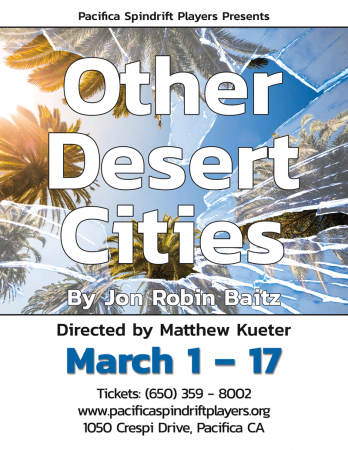 Pacifica Spindrift Players Presents
Other
Desert
Cities
By Jon Robin Baitz
Directed by Matthew Kueter
March 1 – 17
Tickets: (650) 359 - 8002
www.pacificaspindriftplayers.org
1050 Crespi Drive, Pacifica CA